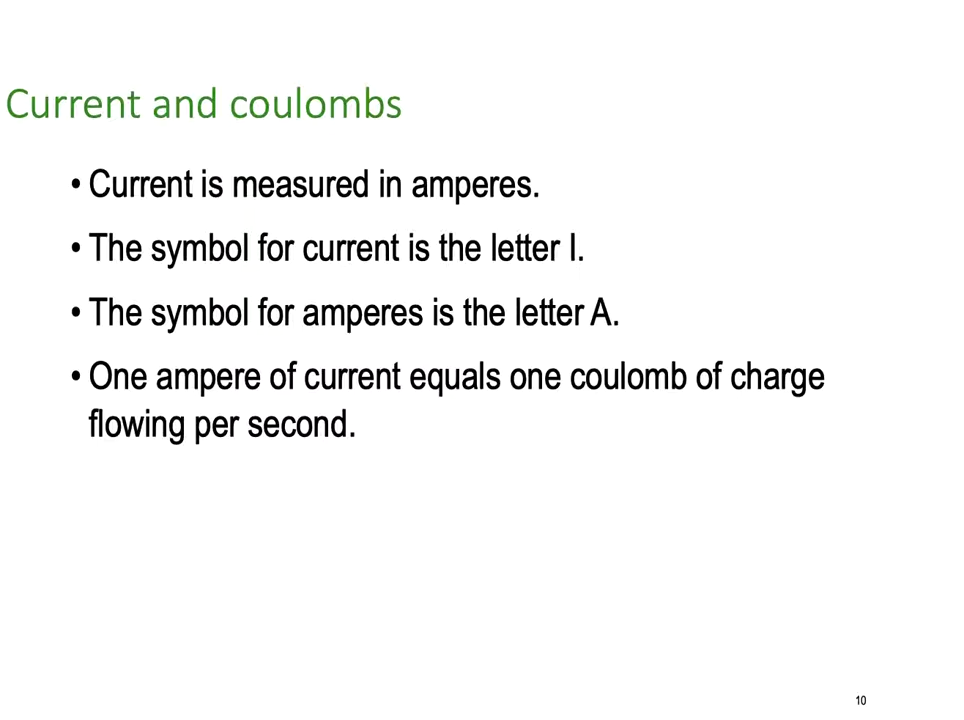 Current and coulombs
• Current is measured in amperes.
• The symbol for current is the letter I.
• The symbol for amperes is the letter A.
• One ampere of current equals one coulomb of charge
flowing per second.
10